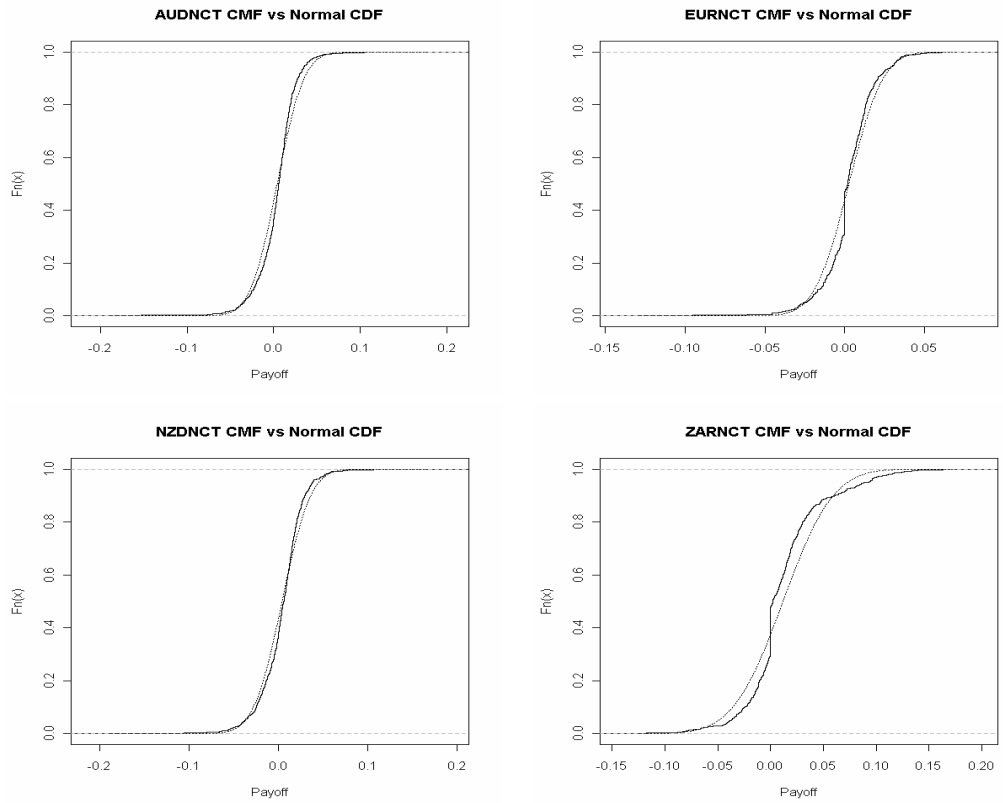 AUDNCT CMF vs Normal CDF
Fn(x)
0.0 0.2 0.4 0.6 0.8 1.0
-0.2 -0.1 0.0 0.1 0.2
Payoff
EURNCT CMF vs Normal CDF
Fn(x)
0.0 0.2 0.4 0.6 0.8 1.0
-0.15 -0.10 -0.05 0.00 0.05
Payoff
NZDNCT CMF vs Normal CDF
Fn(x)
0.0 0.2 0.4 0.6 0.8 1.0
-0.2 -0.1 0.0 0.1 0.2
Payoff
ZARNCT CMF vs Normal CDF
Fn(x)
0.0 0.2 0.4 0.6 0.8 1.0
-0.15 -0.10 -0.05 0.00 0.05 0.10 0.15 0.20
Payoff